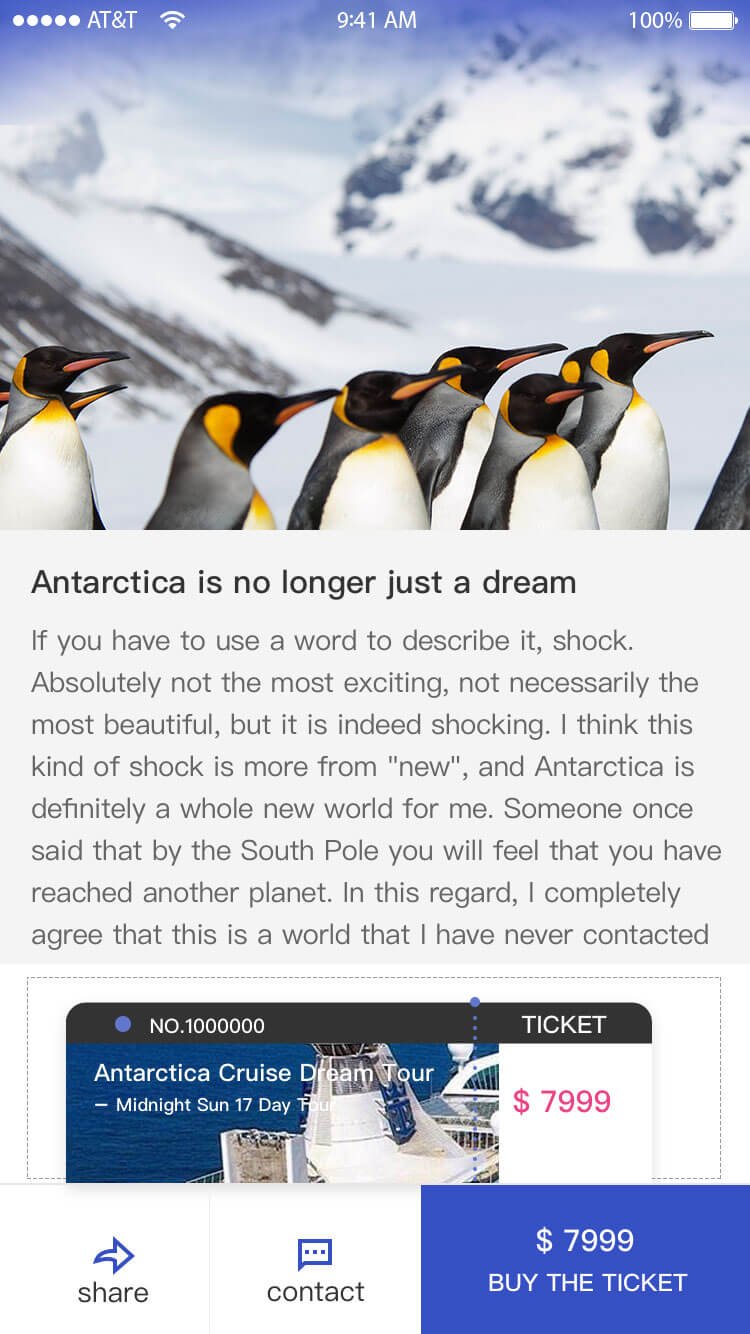 AT&T 9:41 AM 100%
Antarctica is no longer just a dream
If you have to use a word to describe it, shock.
Absolutely not the most exciting, not necessarily the
most beautiful, but it is indeed shocking. I think this
kind of shock is more from "new", and Antarctica is
definitely a whole new world for me. Someone once
said that by the South Pole you will feel that you have
reached another planet. In this regard, I completely
agree that this is a world that I have never contacted
NO.1000000 TICKET
Antarctica Cruise Dream Tour
– Midnight Sun 17 Day Tour
$ 7999
share
contact
$ 7999
BUY THE TICKET